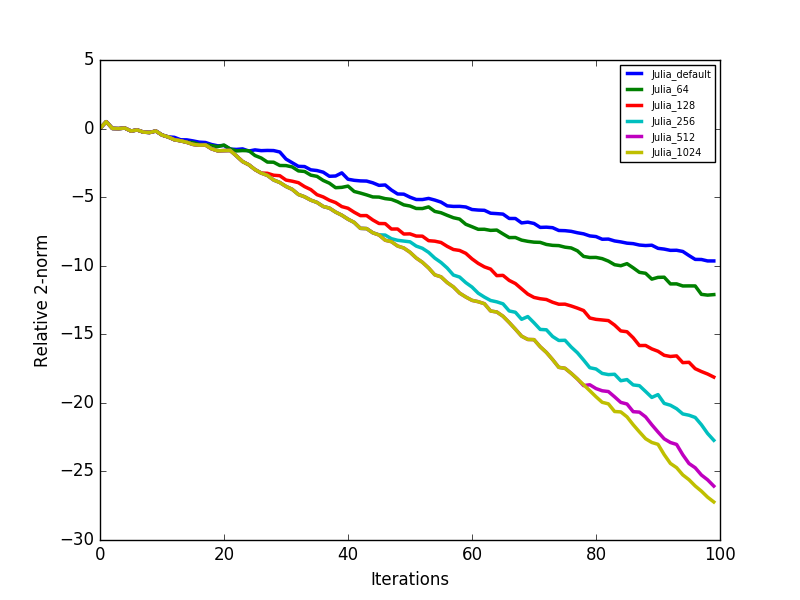 5
0
−5
−10
−15
−20
−25
−30
Relative 2-norm
0 20 40 60 80 100
Iterations
Julia_default
Julia_64
Julia_128
Julia_256
Julia_512
Julia_1024